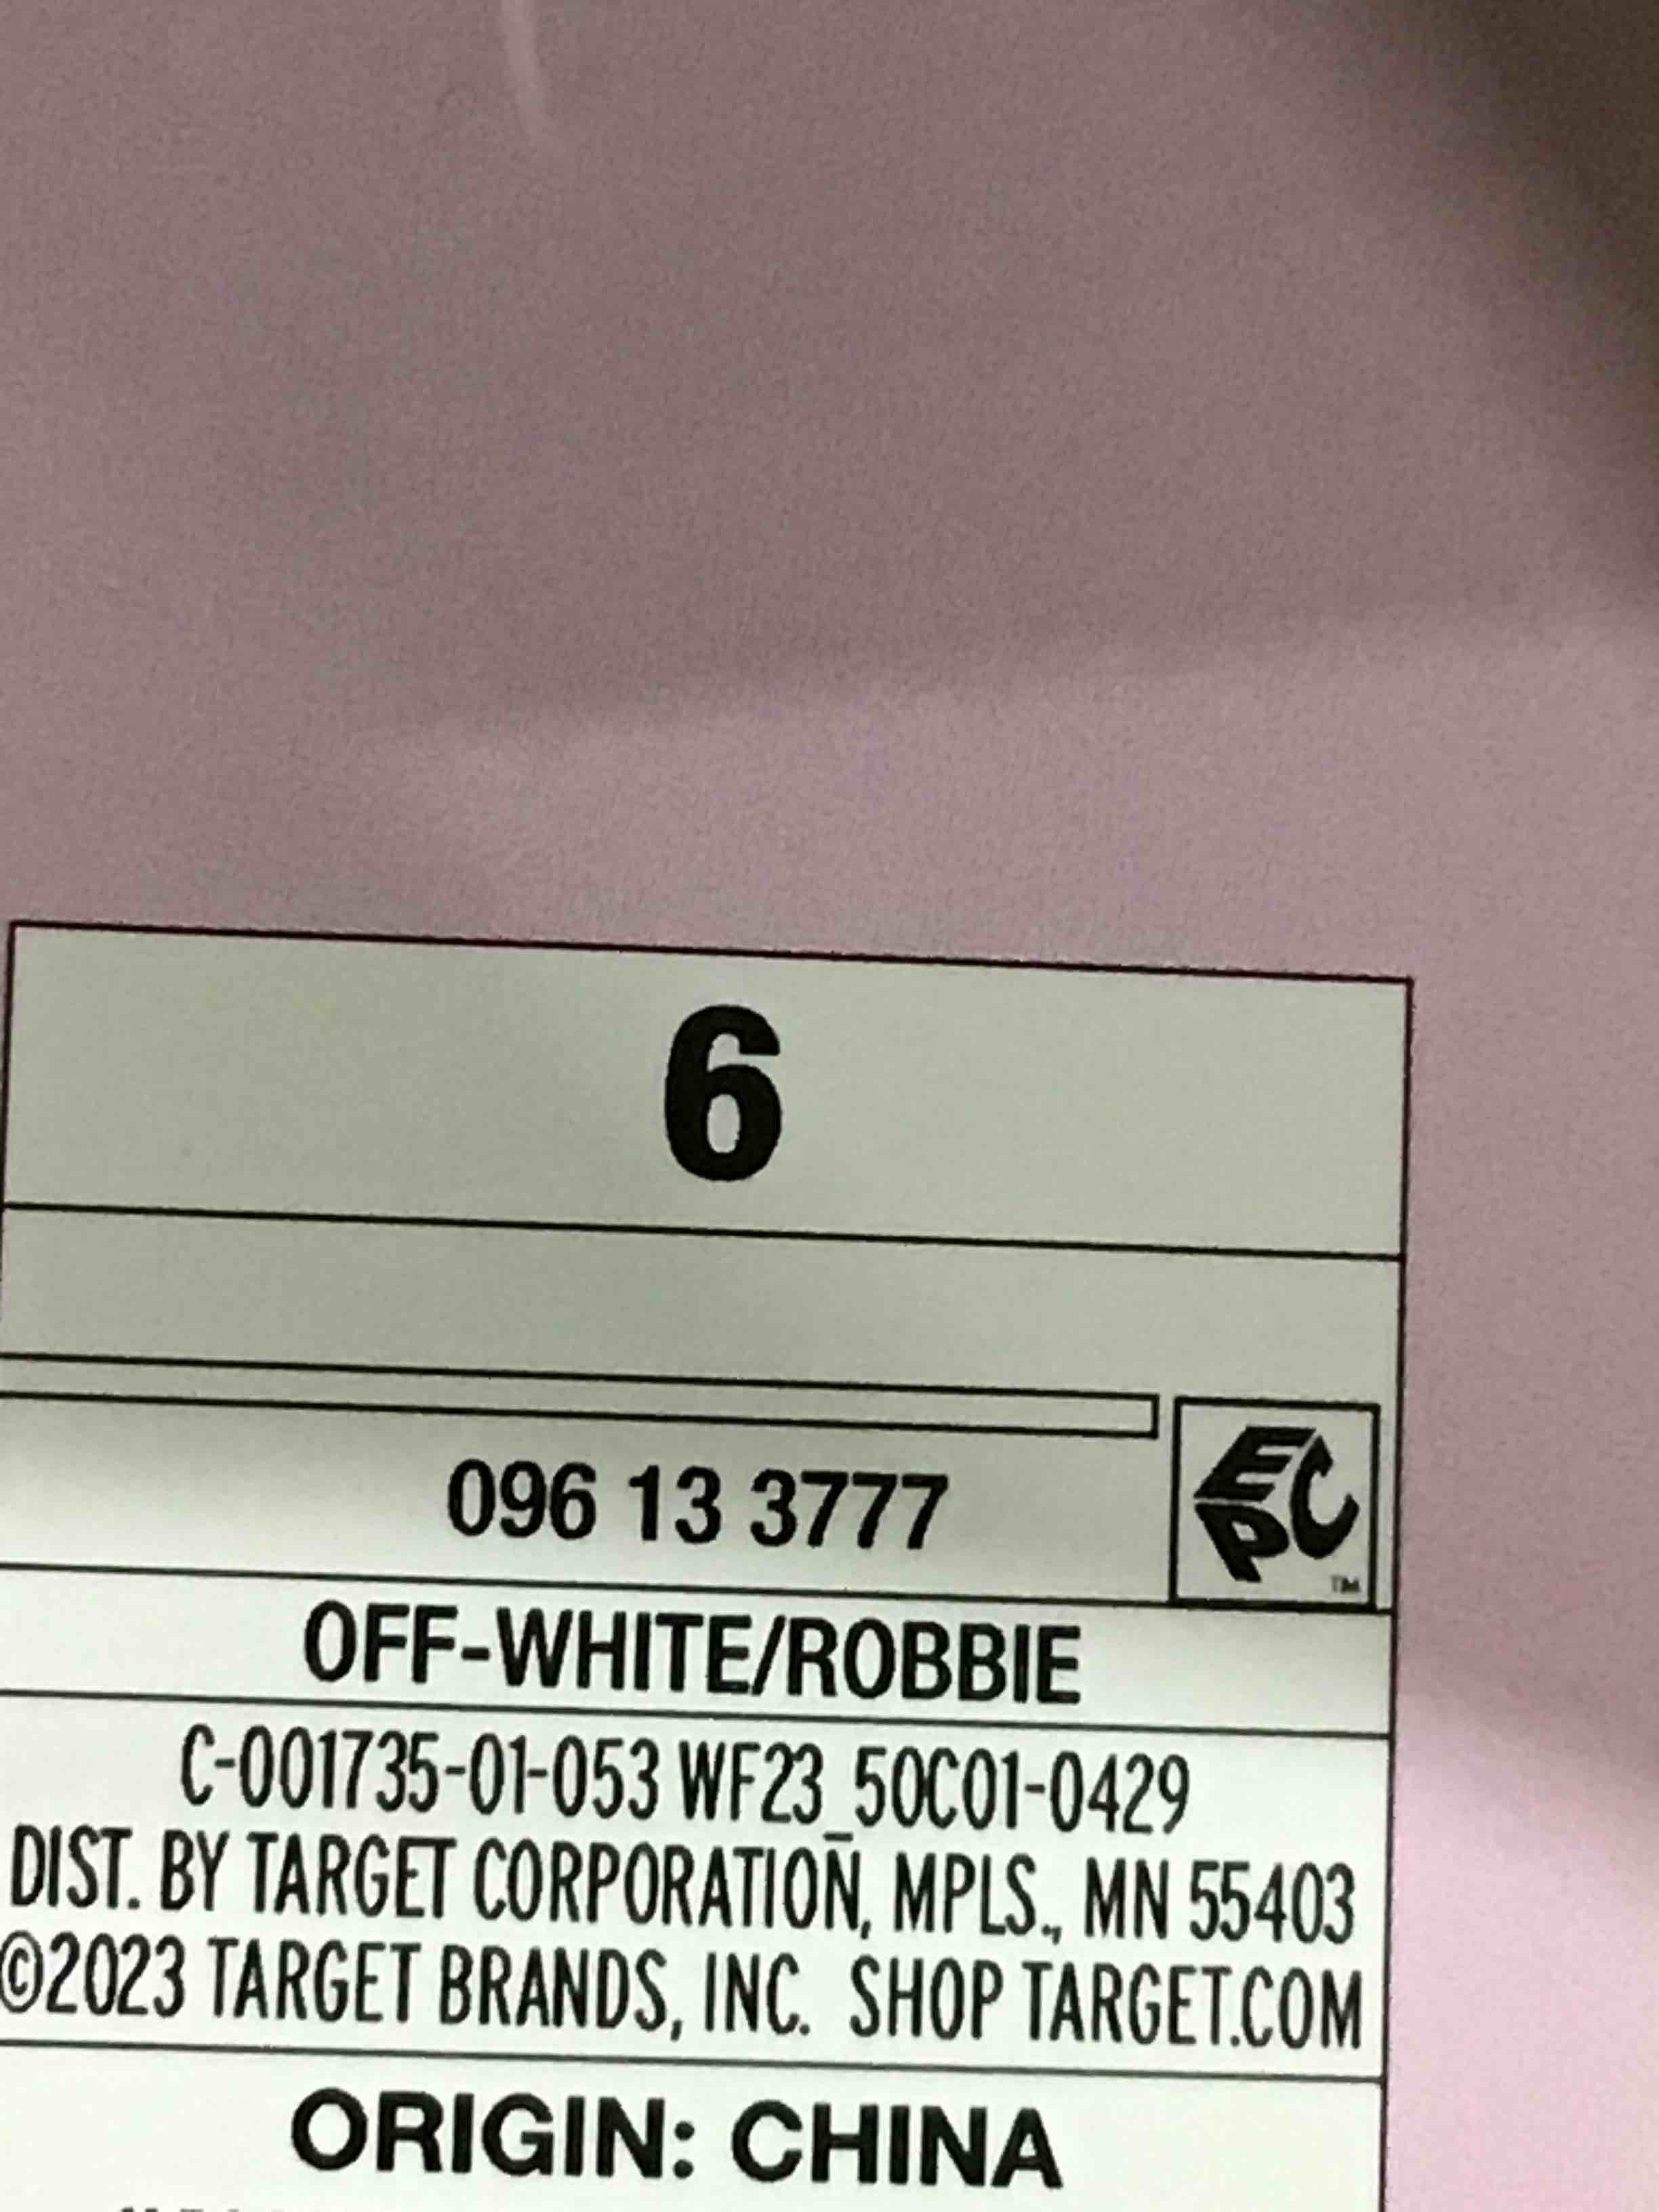 6
096 13 3777
EPC
TM
OFF-WHITE/ROBBIE
C-001735-01-053 WF23_50C01-0429
DIST. BY TARGET CORPORATION, MPLS., MN 55403
©2023 TARGET BRANDS, INC. SHOP TARGET.COM
ORIGIN: CHINA